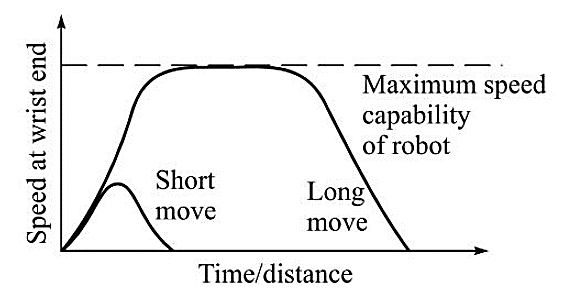 Speed at wrist end
Maximum speed
capability
of robot
Short
move
Long
move
Time/distance